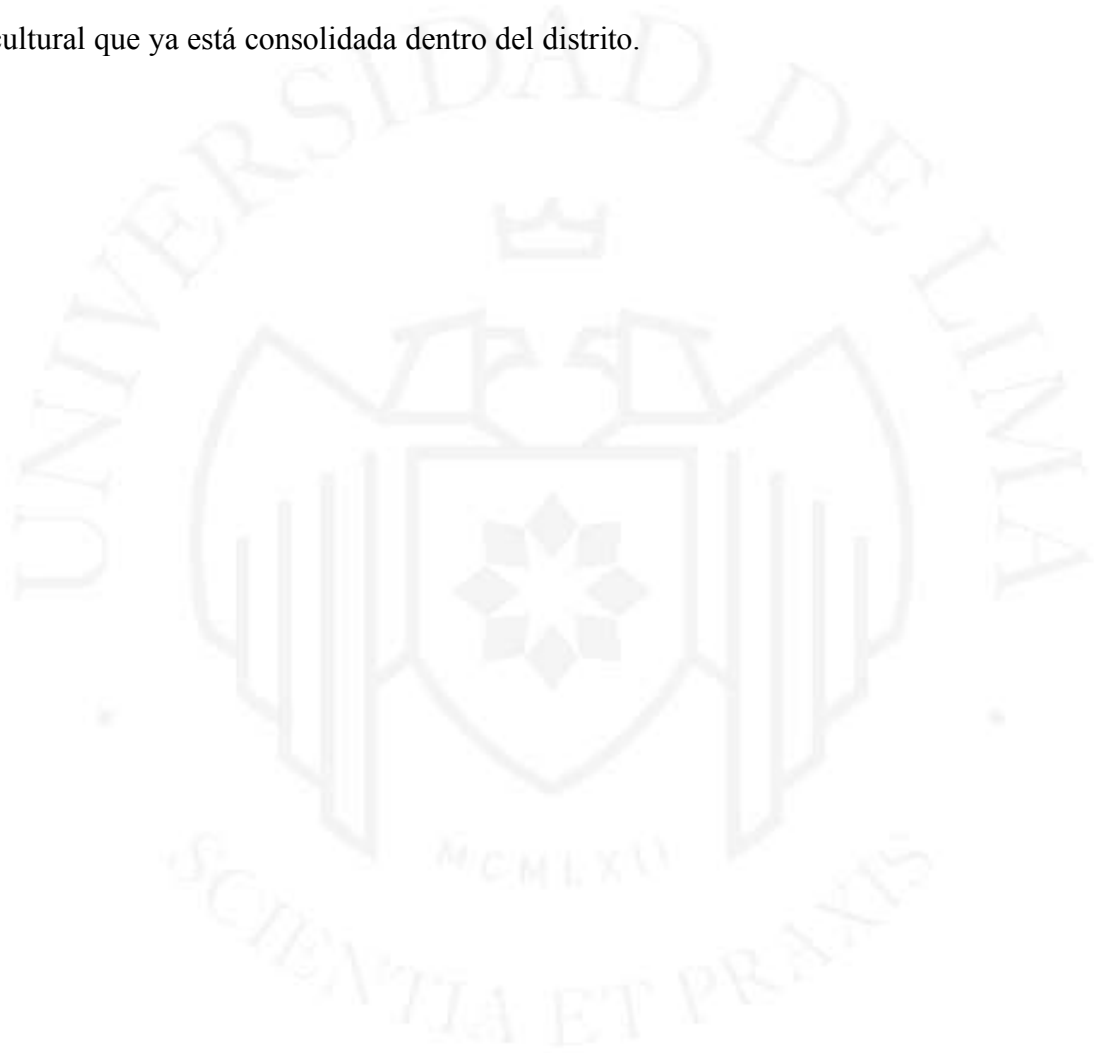 cultural que ya está consolidada dentro del distrito.
UNIVERSIDAD DE LIMA
MCMLXII
SCIENTIA ET PRAXIS